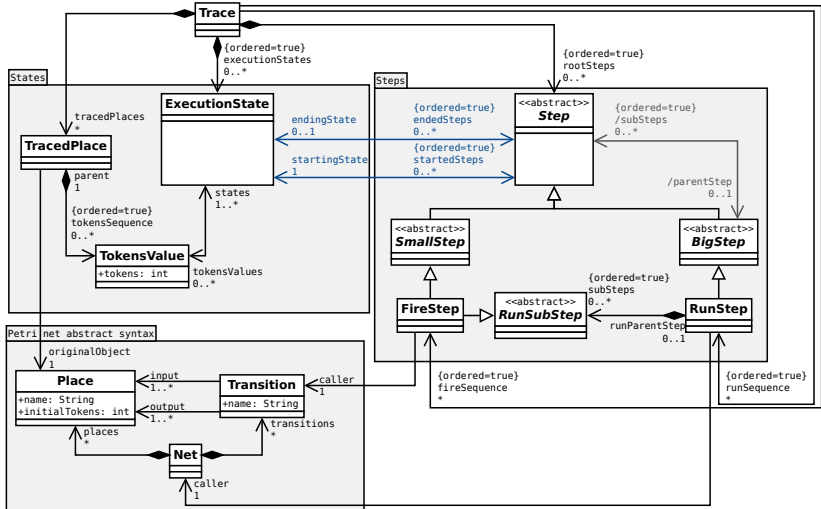 Trace
{ordered=true}
executionStates
0..*
{ordered=true}
rootSteps
0..*
States
Steps
ExecutionState
<<abstract>>
Step
tracedPlaces
*
endingState
0..1
{ordered=true}
endedSteps
0..*
{ordered=true}
/subSteps
0..*
TracedPlace
startingState
1
{ordered=true}
startedSteps
0..*
parent
1
/parentStep
0..1
states
1..*
{ordered=true}
tokensSequence
0..*
<<abstract>>
SmallStep
<<abstract>>
BigStep
TokensValue
+tokens: int
tokensValues
0..*
{ordered=true}
subSteps
0..*
FireStep
<<abstract>>
RunSubStep
RunStep
runParentStep
0..1
Petri net abstract syntax
originalObject
1
Place
+name: String
+initialTokens: int
input
1..*
output
1..*
Transition
+name: String
caller
1
{ordered=true}
fireSequence
*
{ordered=true}
runSequence
*
places
*
transitions
*
Net
caller
1